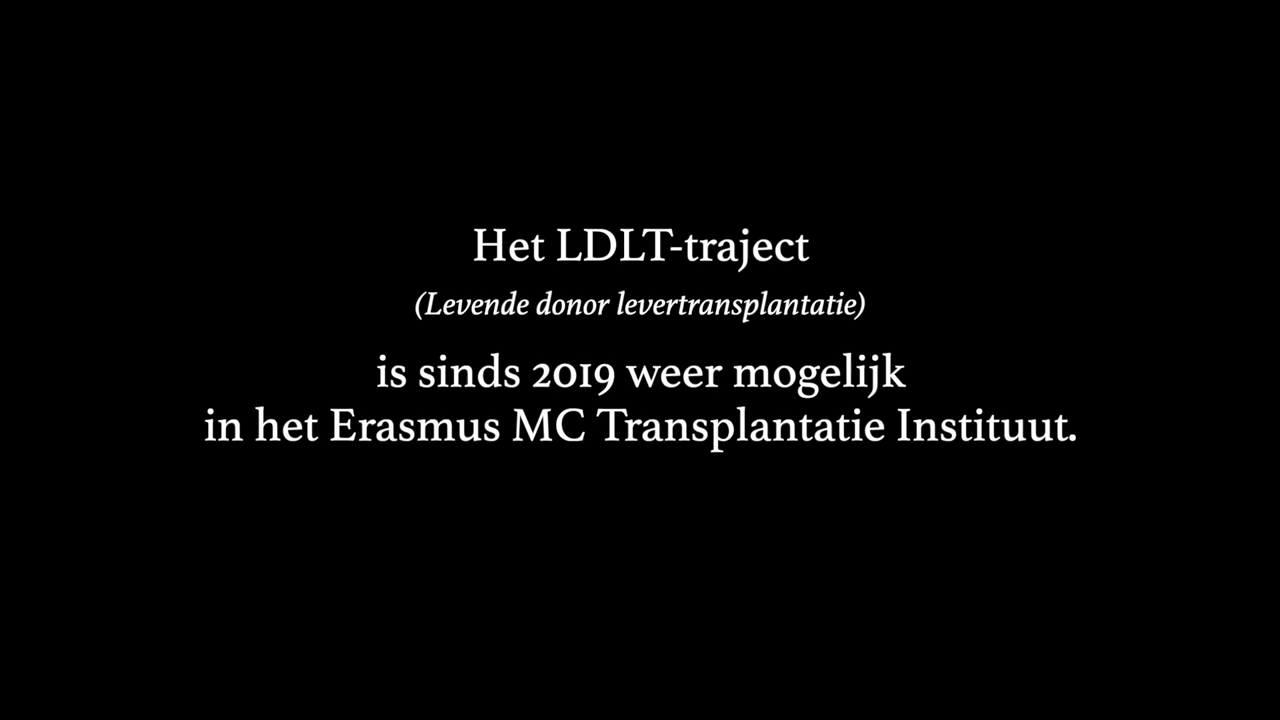 Het LDLT-traject
(Levende donor levertransplantatie)
is sinds 2019 weer mogelijk
in het Erasmus MC Transplantatie Instituut.